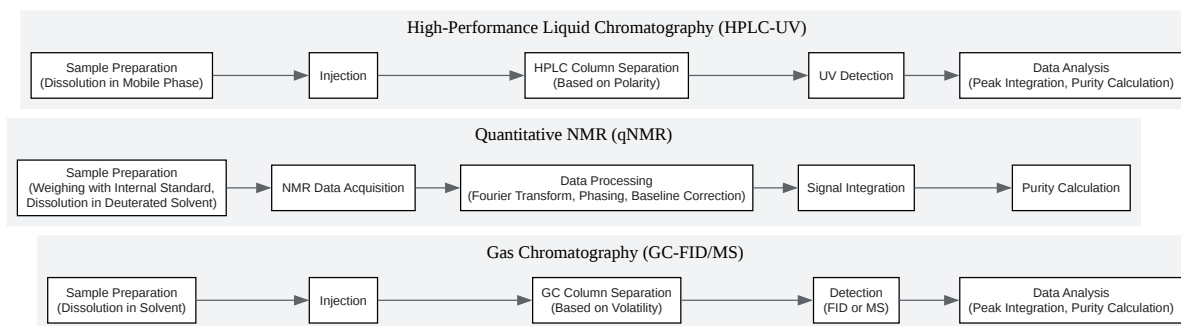 High-Performance Liquid Chromatography (HPLC-UV)
Sample Preparation
(Dissolution in Mobile Phase)
Injection
HPLC Column Separation
(Based on Polarity)
UV Detection
Data Analysis
(Peak Integration, Purity Calculation)
Quantitative NMR (qNMR)
Sample Preparation
(Weighing with Internal Standard,
Dissolution in Deuterated Solvent)
NMR Data Acquisition
Data Processing
(Fourier Transform, Phasing, Baseline Correction)
Signal Integration
Purity Calculation
Gas Chromatography (GC-FID/MS)
Sample Preparation
(Dissolution in Solvent)
Injection
GC Column Separation
(Based on Volatility)
Detection
(FID or MS)
Data Analysis
(Peak Integration, Purity Calculation)